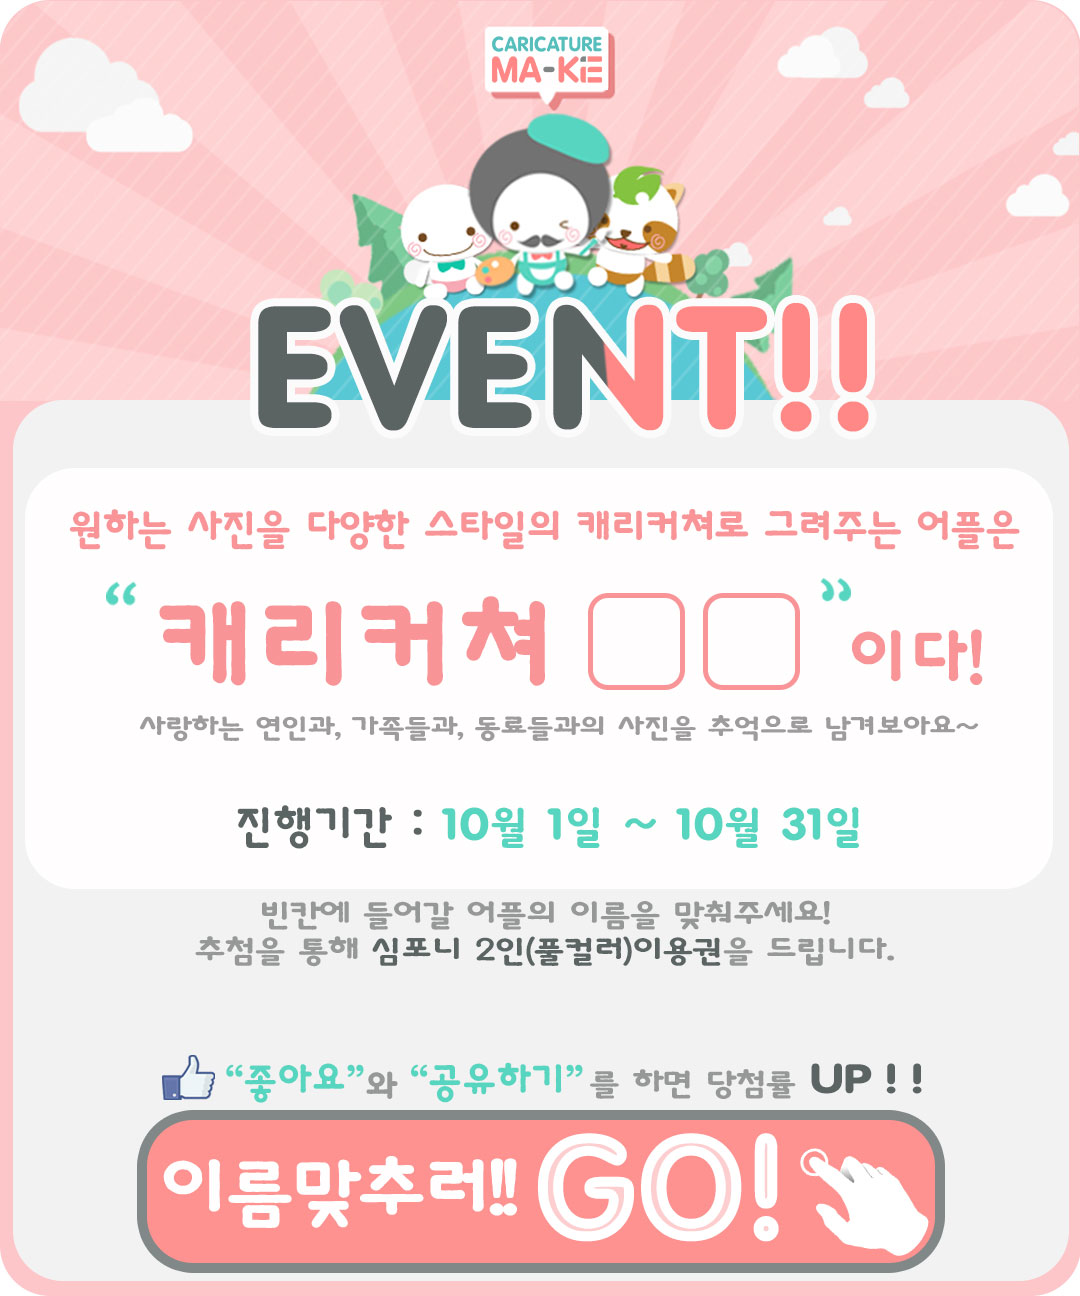 CARICATURE
MA-KiE
EVENT!!
원하는 사진을 다양한 스타일의 캐리커쳐로 그려주는 어플은
“ 캐리커쳐 □□ ” 이다!
사랑하는 연인과, 가족들과, 동료들과의 사진을 추억으로 남겨보아요~
진행기간 : 10월 1일 ~ 10월 31일
빈칸에 들어갈 어플의 이름을 맞춰주세요!
추첨을 통해 심포니 2인(풀컬러)이용권을 드립니다.
“좋아요”와 “공유하기”를 하면 당첨률 UP ! !
이름맞추러!! GO!